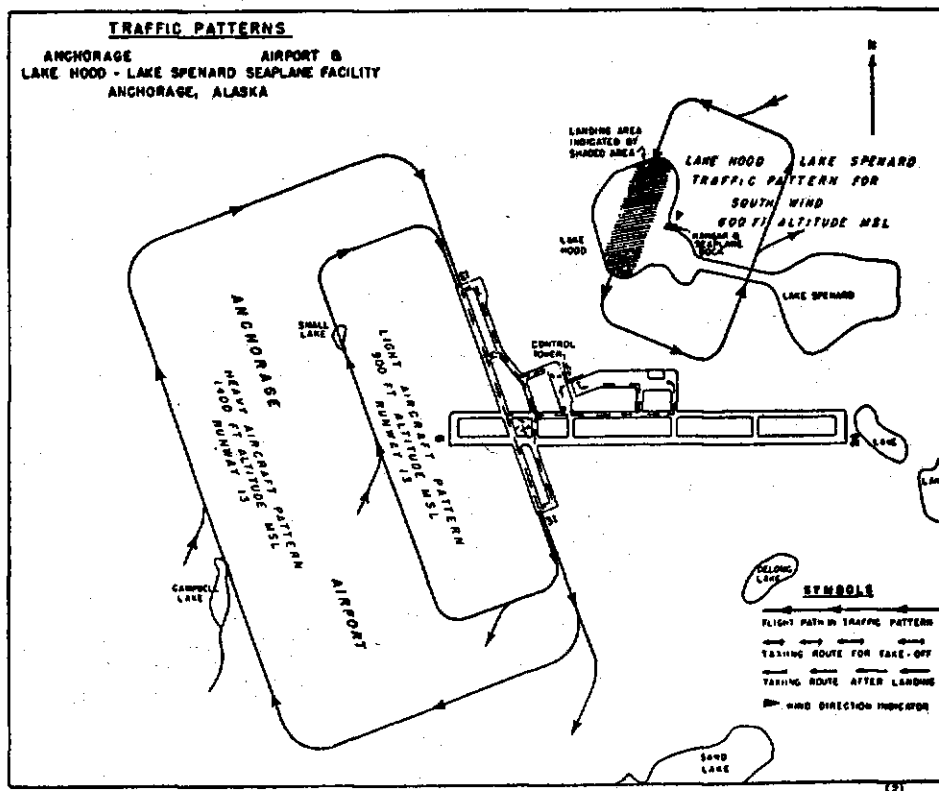 TRAFFIC PATTERNS
ANCHORAGE AIRPORT &
LAKE HOOD - LAKE SPENARD SEAPLANE FACILITY
ANCHORAGE, ALASKA
N
LANDING AREA
INDICATED BY
SHADED AREA
LAKE HOOD LAKE SPENARD
TRAFFIC PATTERN FOR
SOUTH WIND
600 FT ALTITUDE MSL
HANGAR &
SEAPLANE
DOCK
LAKE
HOOD
LAKE SPENARD
SMALL
LAKE
CONTROL
TOWER
ANCHORAGE
HEAVY AIRCRAFT PATTERN
1400 FT. ALTITUDE MSL
RUNWAY 13
LIGHT AIRCRAFT PATTERN
900 FT. ALTITUDE MSL
RUNWAY 13
AIRPORT
13
6
31
LAKE
CAMPBELL
LAKE
DELONG
LAKE
SYMBOLS
FLIGHT PATH IN TRAFFIC PATTERN
TAXIING ROUTE FOR TAKE-OFF
TAXIING ROUTE AFTER LANDING
WIND DIRECTION INDICATOR
SAND
LAKE
(2)